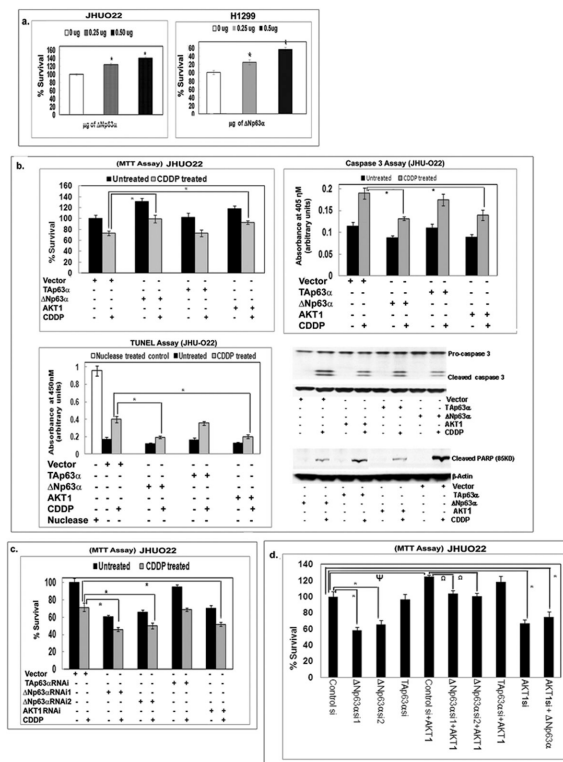 a.
JHUO22
0 ug 0.25 ug 0.50 ug
% Survival
160
140
120
100
80
60
40
20
0
µg of ΔNp63α
H1299
0 ug 0.25 ug 0.5ug
% Survival
µg of ΔNp63α
b.
(MTT Assay) JHUO22
Untreated CDDP treated
% Survival
140
120
100
80
60
40
20
0
Vector
TAp63α
ΔNp63α
AKT1
CDDP
Caspase 3 Assay (JHU-O22)
Untreated CDDP treated
Absorbance at 405 ηM
(arbitrary units)
0.2
0.15
0.1
0.05
0
Vector
TAp63α
ΔNp63α
AKT1
CDDP
TUNEL Assay (JHU-O22)
Nuclease treated control Untreated CDDP treated
Absorbance at 450nM
(arbitrary units)
1
0.8
0.6
0.4
0.2
0
Vector
TAp63α
ΔNp63α
AKT1
CDDP
Nuclease
Pro-caspase 3
Cleaved caspase 3
Vector
TAp63α
ΔNp63α
AKT1
CDDP
Cleaved PARP (85KD)
β-Actin
Vector
TAp63α
ΔNp63α
AKT1
CDDP
c.
(MTT Assay) JHUO22
Untreated CDDP treated
% Survival
100
80
60
40
20
0
Vector
TAp63αRNAi
ΔNp63αRNAi1
ΔNp63αRNAi2
AKT1RNAi
CDDP
d.
(MTT Assay) JHUO22
% Survival
140
120
100
80
60
40
20
0
Ψ
Ω Ω
Control si
ΔNp63αsi1
ΔNp63αsi2
TAp63αsi
Control si+AKT1
ΔNp63αsi1+AKT1
ΔNp63αsi2+AKT1
TAp63αsi+AKT1
AKT1si
AKT1si+ΔNp63α